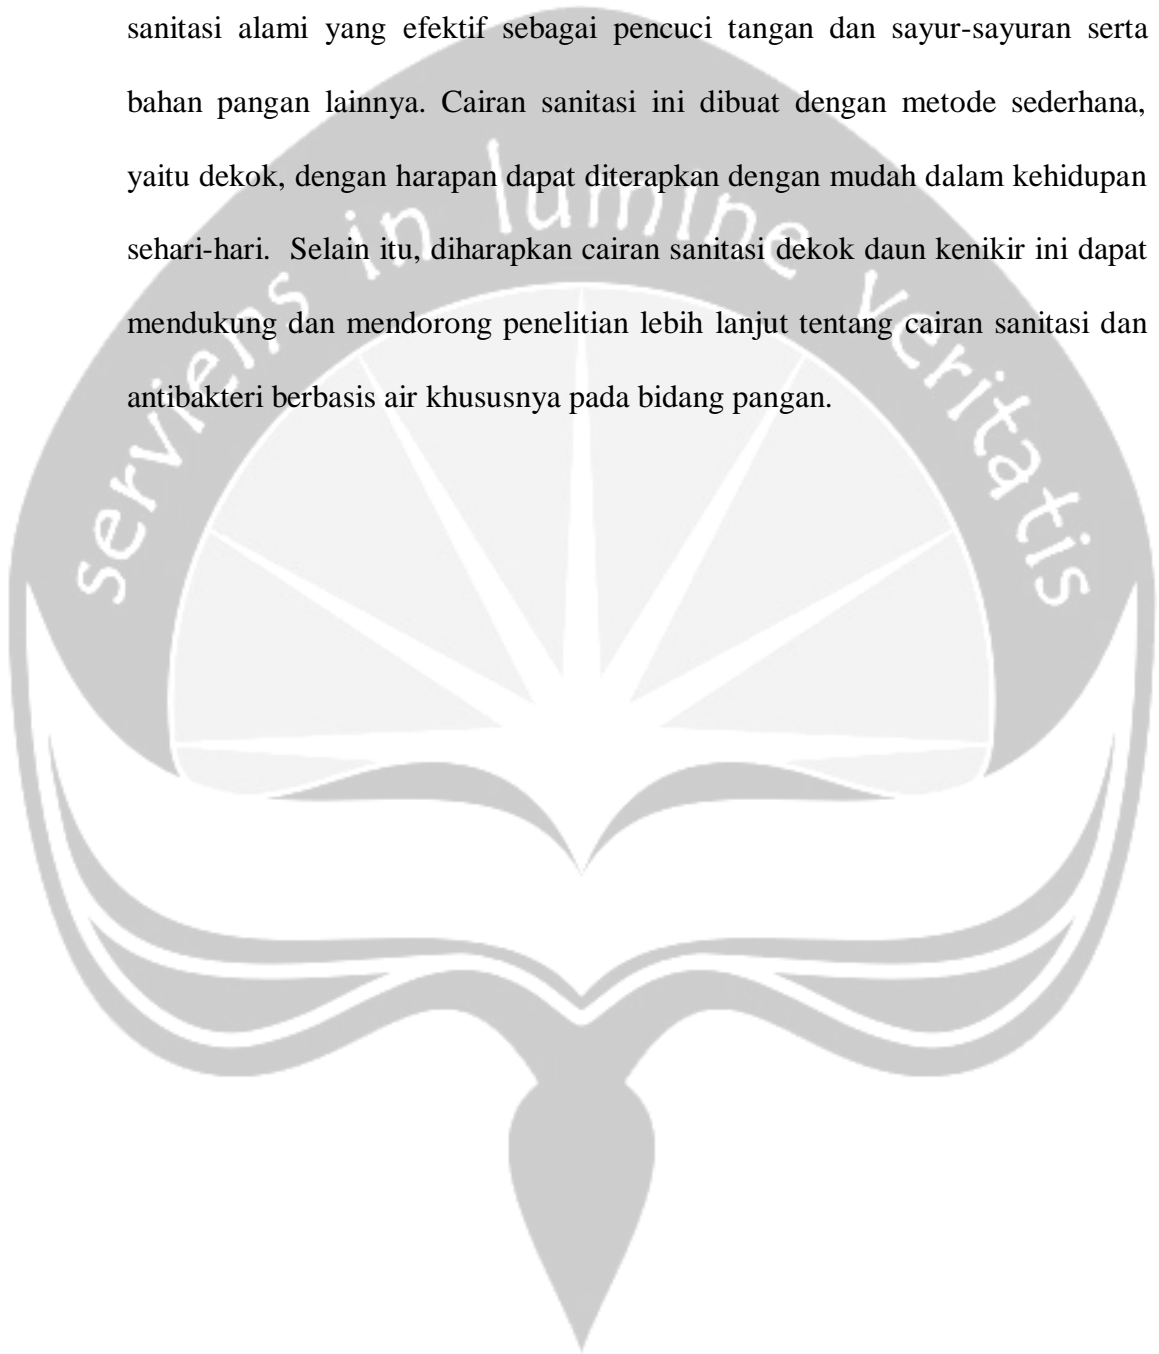 sanitasi alami yang efektif sebagai pencuci tangan dan sayur-sayuran serta
bahan pangan lainnya. Cairan sanitasi ini dibuat dengan metode sederhana,
yaitu dekok, dengan harapan dapat diterapkan dengan mudah dalam kehidupan
sehari-hari. Selain itu, diharapkan cairan sanitasi dekok daun kenikir ini dapat
mendukung dan mendorong penelitian lebih lanjut tentang cairan sanitasi dan
antibakteri berbasis air khususnya pada bidang pangan.
serviens in lumine veritatis